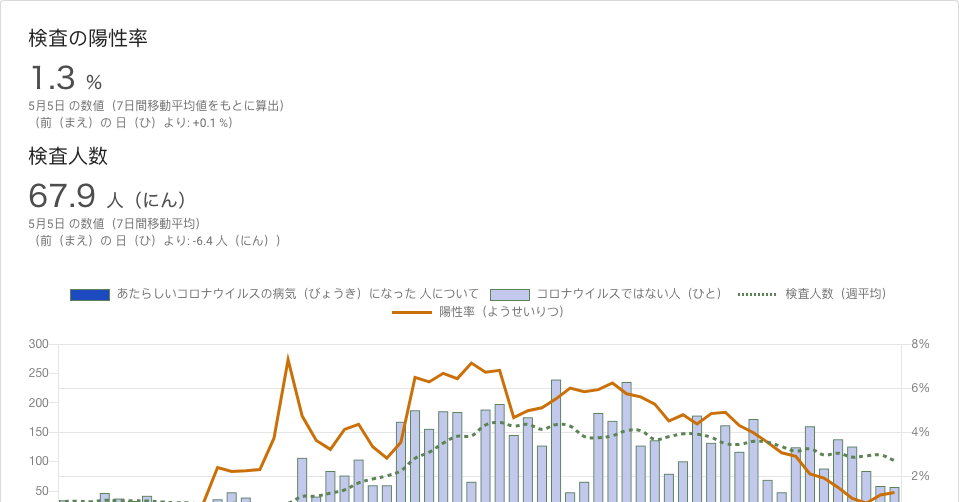 検査の陽性率
1.3 %
5月5日 の数値（7日間移動平均値をもとに算出）
（前（まえ）の 日（ひ）より: +0.1 %）
検査人数
67.9 人（にん）
5月5日 の数値（7日間移動平均）
（前（まえ）の 日（ひ）より: -6.4 人（にん））
あたらしいコロナウイルスの病気（びょうき）になった 人について コロナウイルスではない人（ひと） 検査人数（週平均）
陽性率（ようせいりつ）
300 8%
250
6%
200
150 4%
100
2%
50